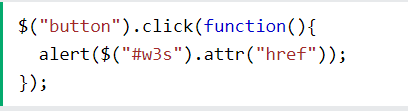 $("button").click(function(){
  alert($("#w3s").attr("href"));
});